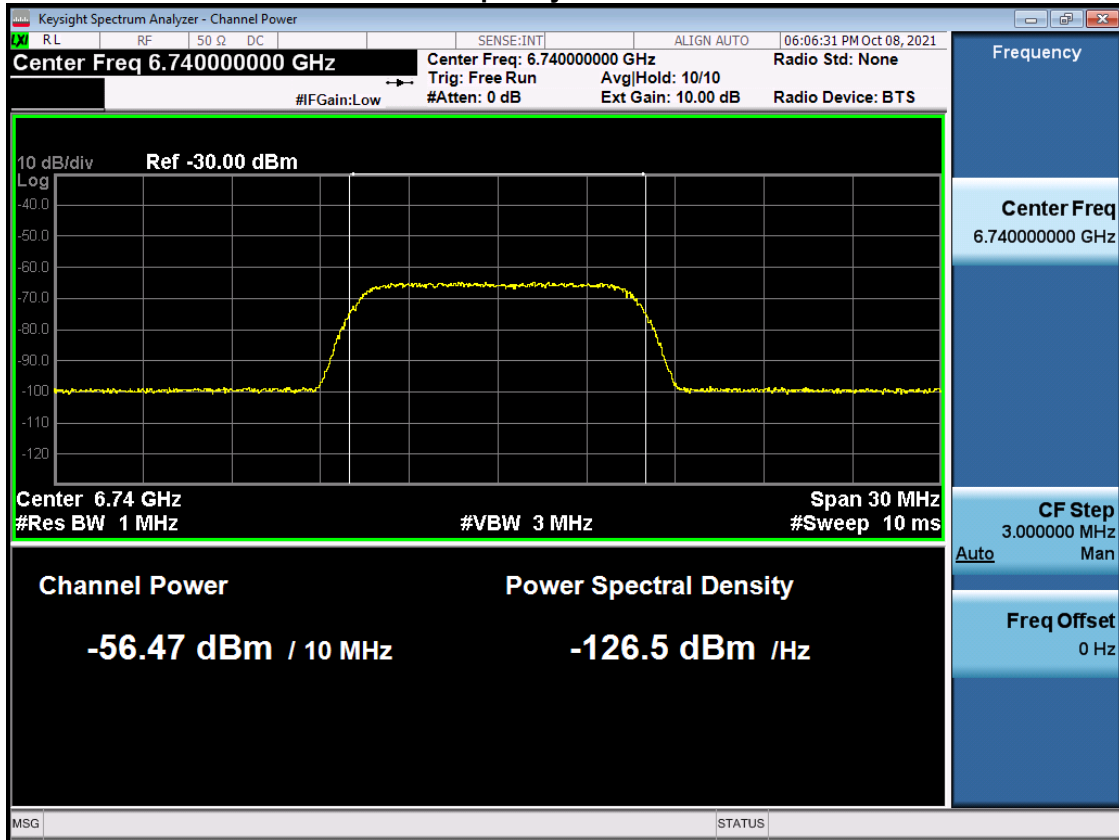 Keysight Spectrum Analyzer - Channel Power
LXI RL RF 50 Ω DC SENSE:INT ALIGN AUTO 06:06:31 PM Oct 08, 2021
Center Freq 6.740000000 GHz
Center Freq: 6.740000000 GHz Radio Std: None
Trig: Free Run Avg|Hold: 10/10
#IFGain:Low #Atten: 0 dB Ext Gain: 10.00 dB Radio Device: BTS
10 dB/div Ref -30.00 dBm
Log
-40.0
-50.0
-60.0
-70.0
-80.0
-90.0
-100
-110
-120
Center 6.74 GHz Span 30 MHz
#Res BW 1 MHz #VBW 3 MHz #Sweep 10 ms
Channel Power Power Spectral Density
-56.47 dBm / 10 MHz -126.5 dBm /Hz
MSG STATUS
Frequency
Center Freq
6.740000000 GHz
CF Step
3.000000 MHz
Auto Man
Freq Offset
0 Hz